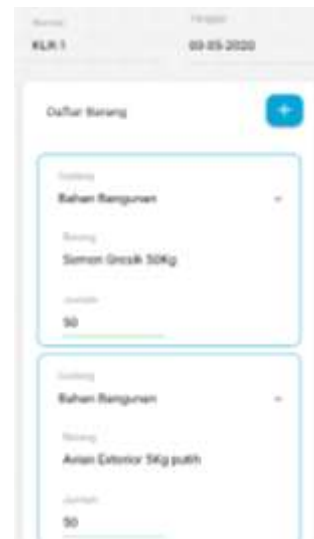 Nomor Tanggal
KLR 1 03-05-2020
Daftar Barang
+
Gudang
Bahan Bangunan
Barang
Semen Gresik 50Kg
Jumlah
50
Gudang
Bahan Bangunan
Barang
Avian Exterior 5Kg putih
Jumlah
50